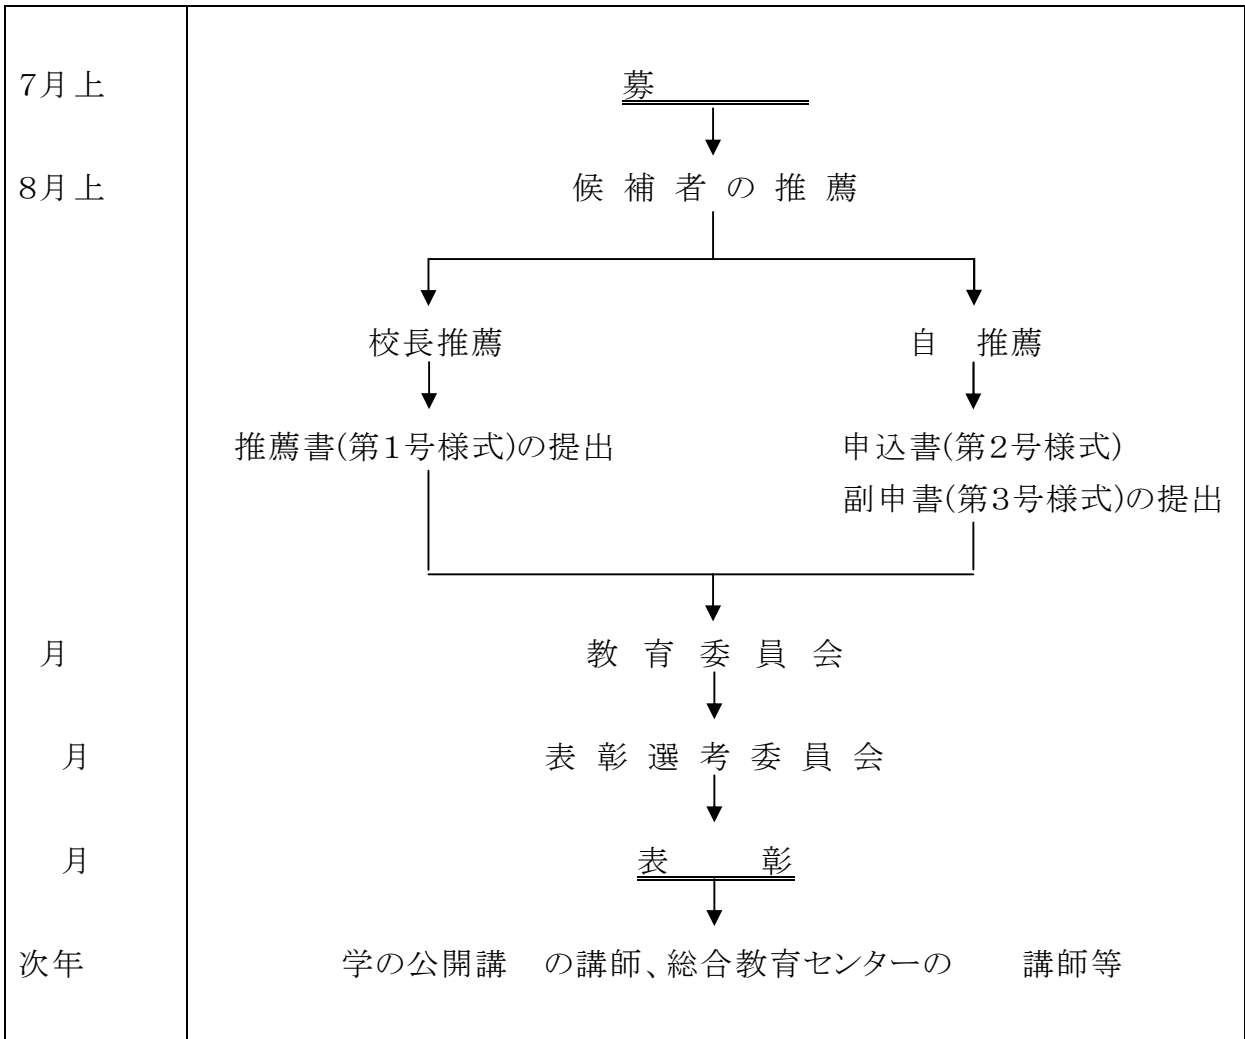 7月上 募
8月上 候補者の推薦
校長推薦 自 推薦
推薦書(第1号様式)の提出 申込書(第2号様式)
副申書(第3号様式)の提出
月 教育委員会
月 表彰選考委員会
月 表 彰
次年 学の公開講 の講師、総合教育センターの 講師等